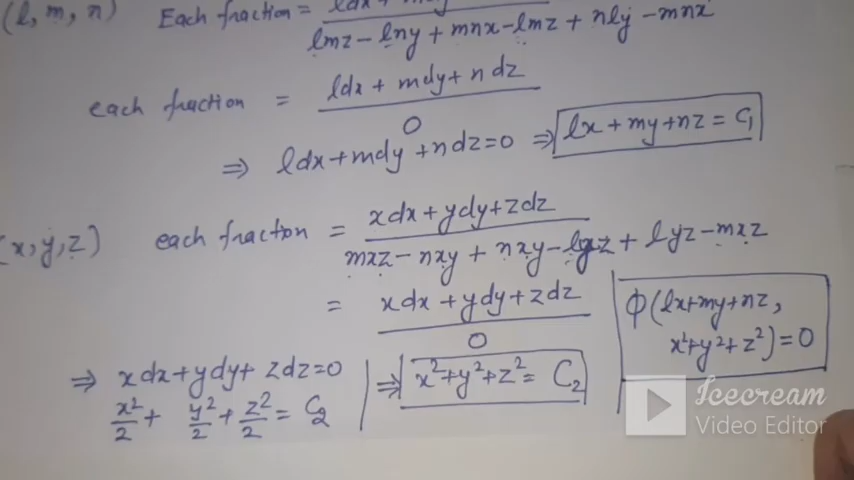 (l, m, n) Each fraction =
lmz - lny + mnx - lmz + nly - mnx
each fraction = ldx + mdy + ndz
0
⇒ ldx + mdy + ndz = 0 ⇒ lx + my + nz = C₁
(x, y, z) each fraction = xdx + ydy + zdz
mxz - nxy + nxy - lyz + lyz - mxz
= xdx + ydy + zdz
0
ϕ(lx+my+nz,
x²+y²+z²) = 0
⇒ xdx + ydy + zdz = 0 ⇒ x² + y² + z² = C₂
x²/2 + y²/2 + z²/2 = C₂
Icecream
Video Editor